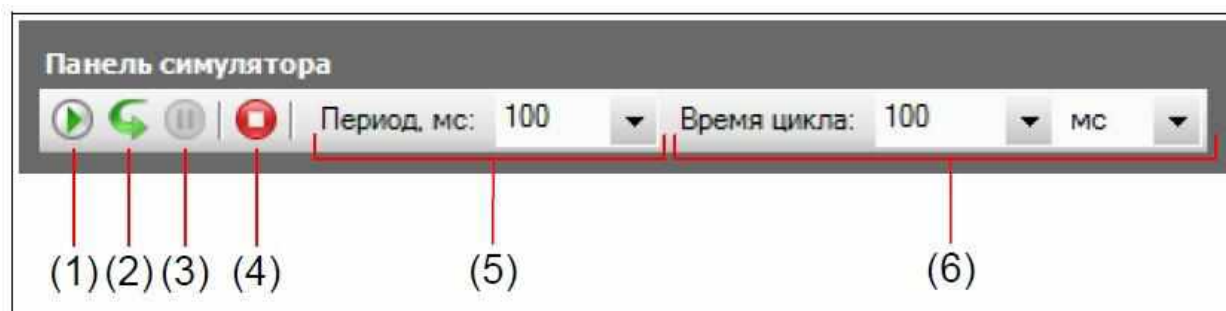 Панель симулятора
Период, мс: 100 Время цикла: 100 мс
(1) (2) (3) (4) (5) (6)